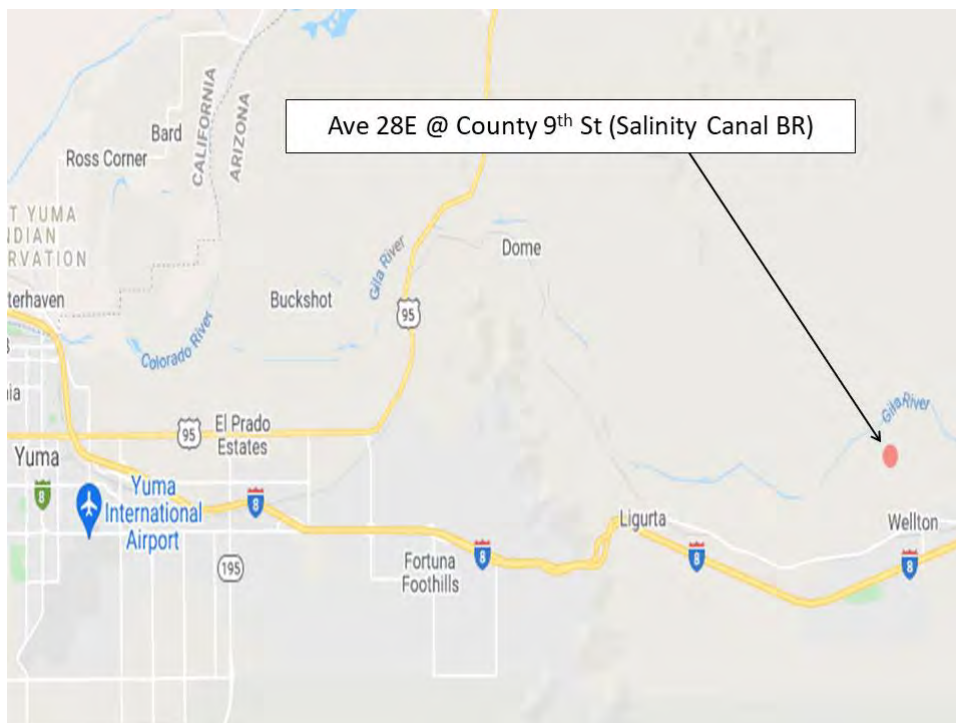 CALIFORNIA
ARIZONA
Bard
Ross Corner
Ave 28E @ County 9th St (Salinity Canal BR)
T YUMA
NDIAN
RVATION
Gila River
Dome
terhaven
Buckshot
95
Colorado River
nia
Gila River
95
El Prado
Estates
Yuma
8
Yuma
International
Airport
8
Ligurta
Wellton
195
Fortuna
Foothills
8
8
8